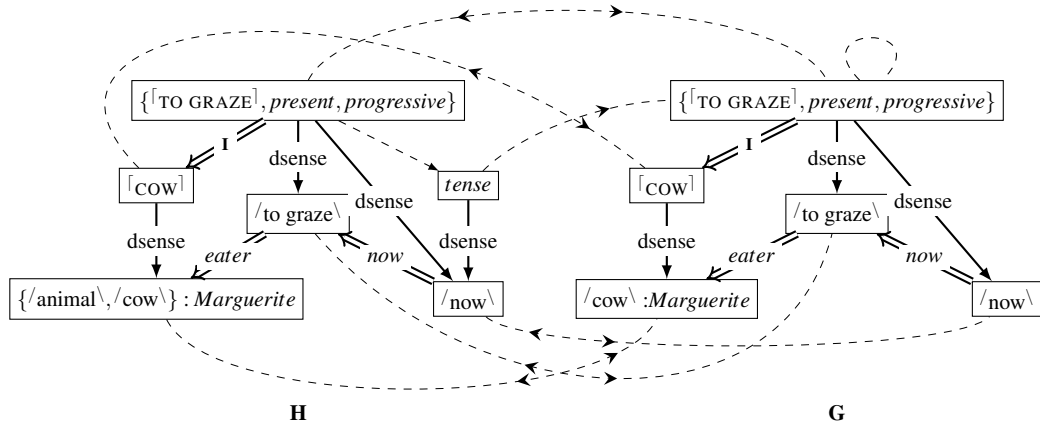 {⌈TO GRAZE⌉, present, progressive} {⌈TO GRAZE⌉, present, progressive}
I I
dsense dsense
⌈COW⌉ tense ⌈COW⌉
dsense dsense
/to graze\ /to graze\
dsense dsense dsense dsense
eater now eater now
{/animal\, /cow\} : Marguerite /now\ /cow\ :Marguerite /now\
H G